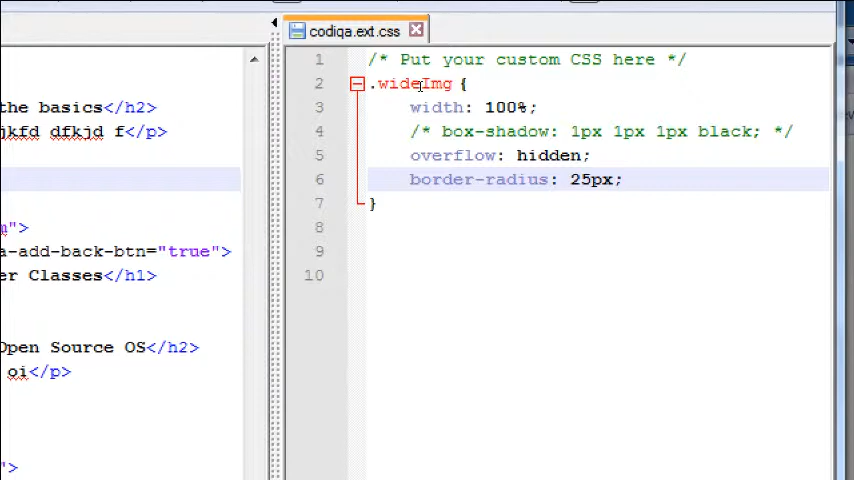 codiqa.ext.css
the basics</h2>
jkfd dfkjd f</p>
m">
a-add-back-btn="true">
er Classes</h1>
Open Source OS</h2>
oi</p>
">
1 /* Put your custom CSS here */
2 .wideImg {
3 width: 100%;
4 /* box-shadow: 1px 1px 1px black; */
5 overflow: hidden;
6 border-radius: 25px;
7 }
8
9
10